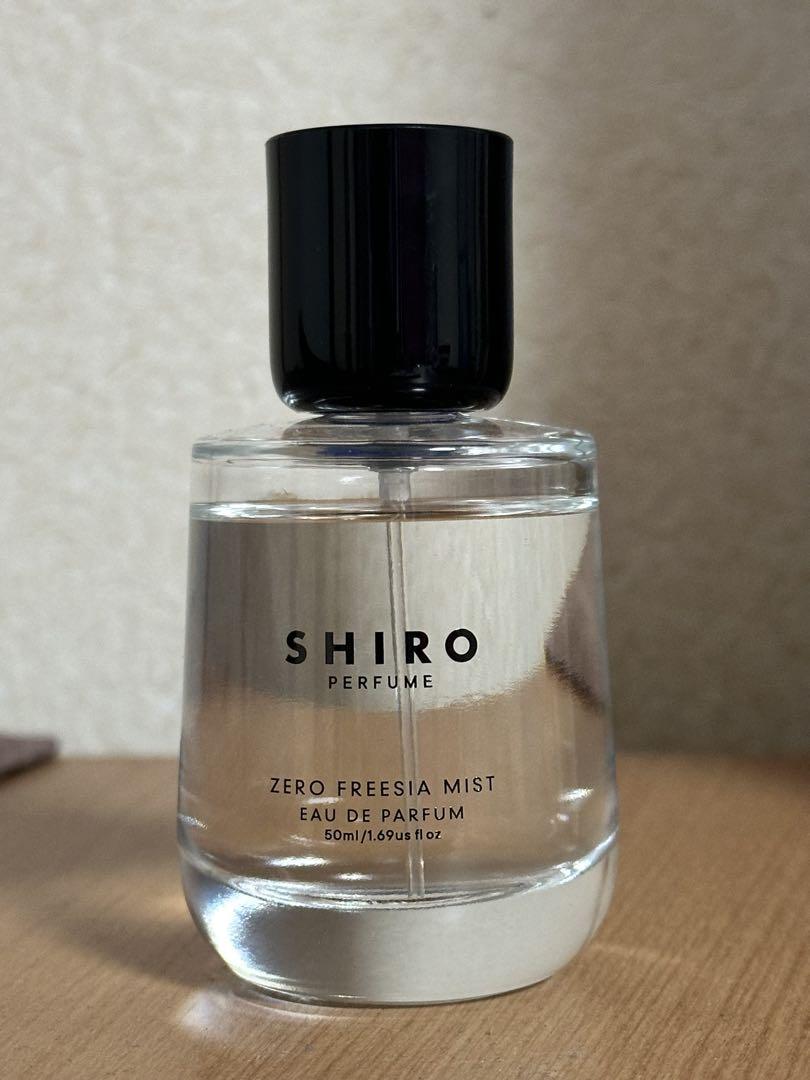 SHIRO
PERFUME
ZERO FREESIA MIST
EAU DE PARFUM
50ml/1.69us fl oz